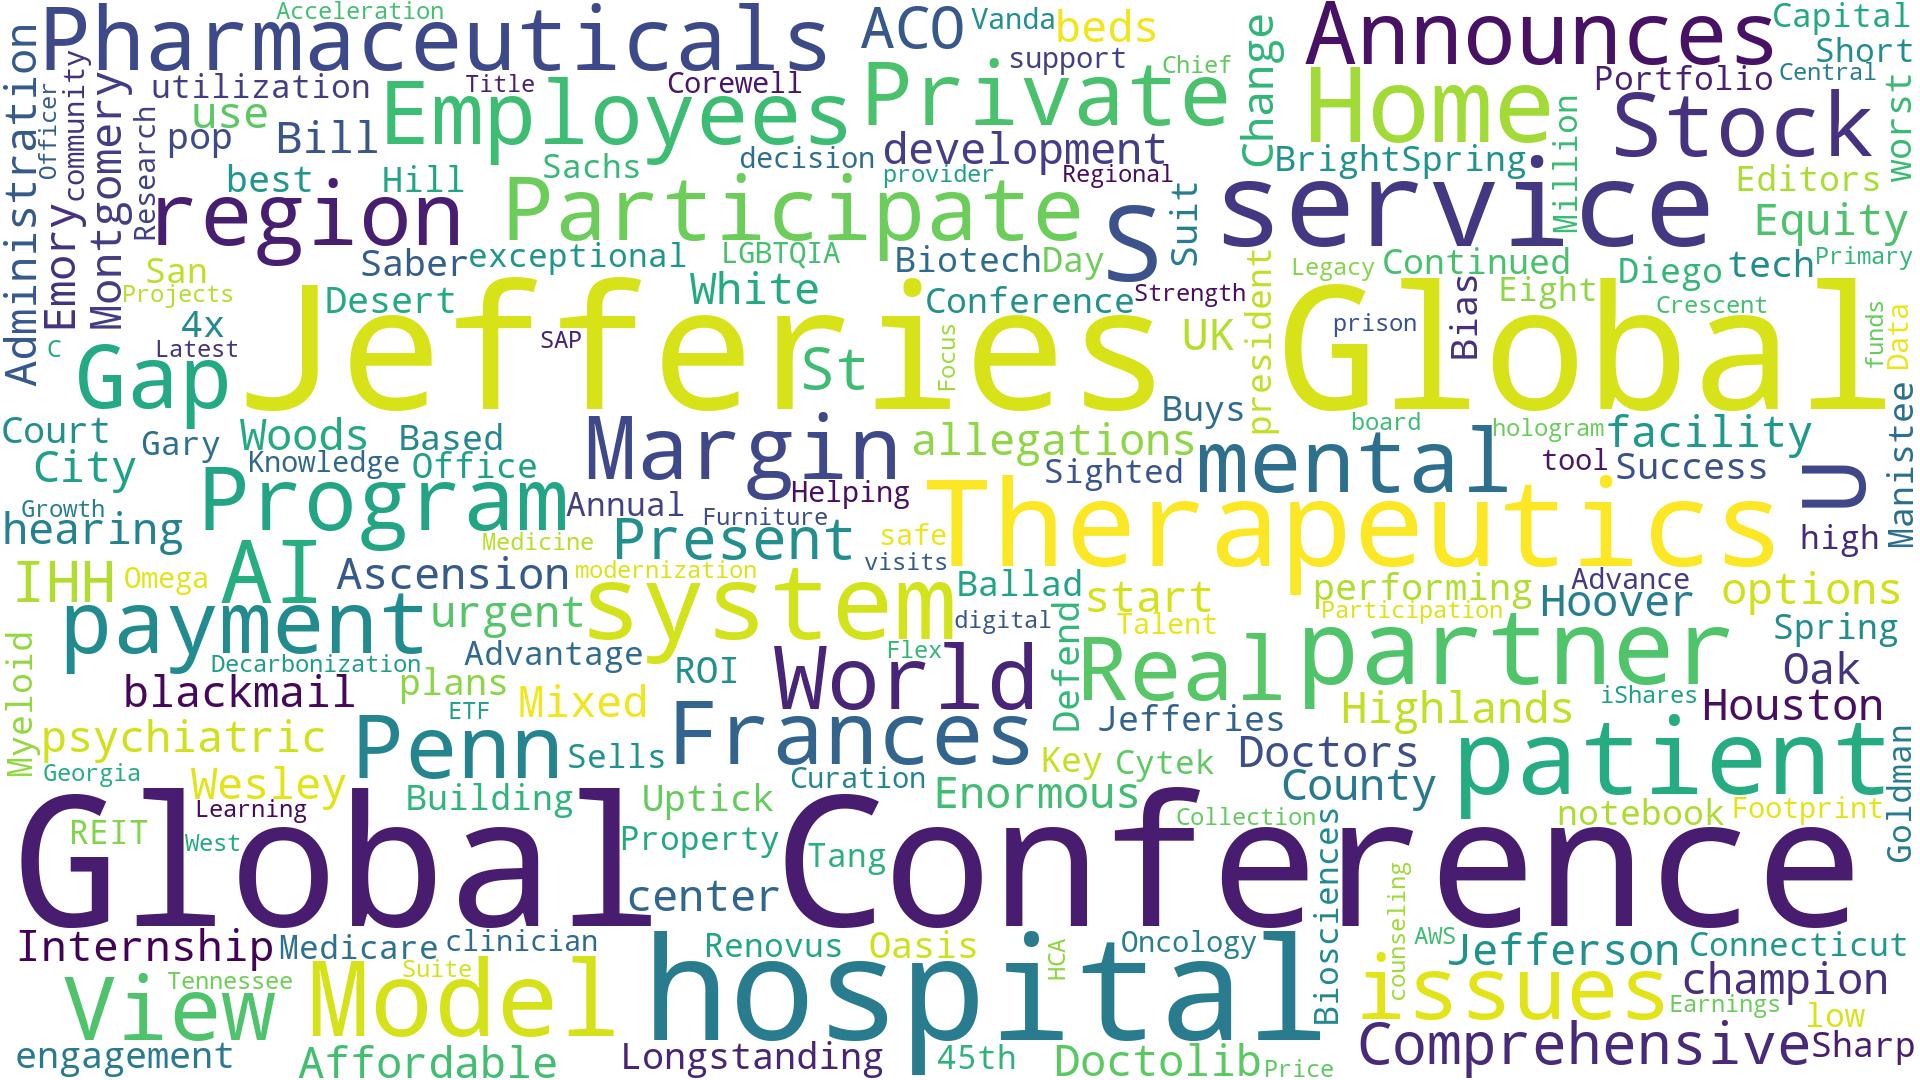 Acceleration
Pharmaceuticals
ACO
Vanda
beds
Announces
Capital
Short
support
Chief
Change
Administration
Officer
community
Montgomery
Emory
Research
utilization
Title
Corewell
Private
Home
Portfolio
Central
use
Employees
Stock
worst
pop
Bill
development
decision
BrightSpring
Million
Sachs
provider
Regional
best
Hill
region
Participate
S
Suit
service
Editors
Equity
Saber
exceptional
LGBTQIA
Biotech
Day
president
Legacy
Continued
Diego
tech
Primary
San
Projects
Desert
White
Conference
Strength
Bias
Eight
Crescent
4x
SAP
Jefferies
Focus
UK
prison
Global
funds
Data
C
Latest
Gap
St
Buys
board
hologram
facility
Manistee
Court
Gary
Woods
Based
Margin
allegations
City
Knowledge
Office
Sighted
mental
tool
Success
U
Program
Annual
Helping
Therapeutics
Growth
hearing
Furniture
Present
safe
high
Medicine
visits
AI
Ascension
modernization
IHH
Omega
system
Ballad
start
performing
Advance
Hoover
options
payment
urgent
digital
Defend
Talent
Participation
Spring
Myeloid
Decarbonization
Advantage
ROI
World
Flex
Real
partner
Oak
blackmail
plans
ETF
Mixed
Frances
Jefferies
Highlands
iShares
Houston
psychiatric
Penn
Sells
Key
Cytek
Doctors
patient
Goldman
Georgia
Wesley
Building
Uptick
Curation
Enormous
County
Learning
Collection
notebook
Footprint
REIT
West
Global
Property
Tang
Conference
center
Biosciences
counseling
Internship
Medicare
clinician
Renovus
Oasis
HCA
Oncology
AWS
Jefferson
Connecticut
View
Tennessee
Model
Suite
hospital
issues
champion
Earnings
low
engagement
Affordable
Longstanding
45th
Doctolib
Price
Comprehensive
Sharp